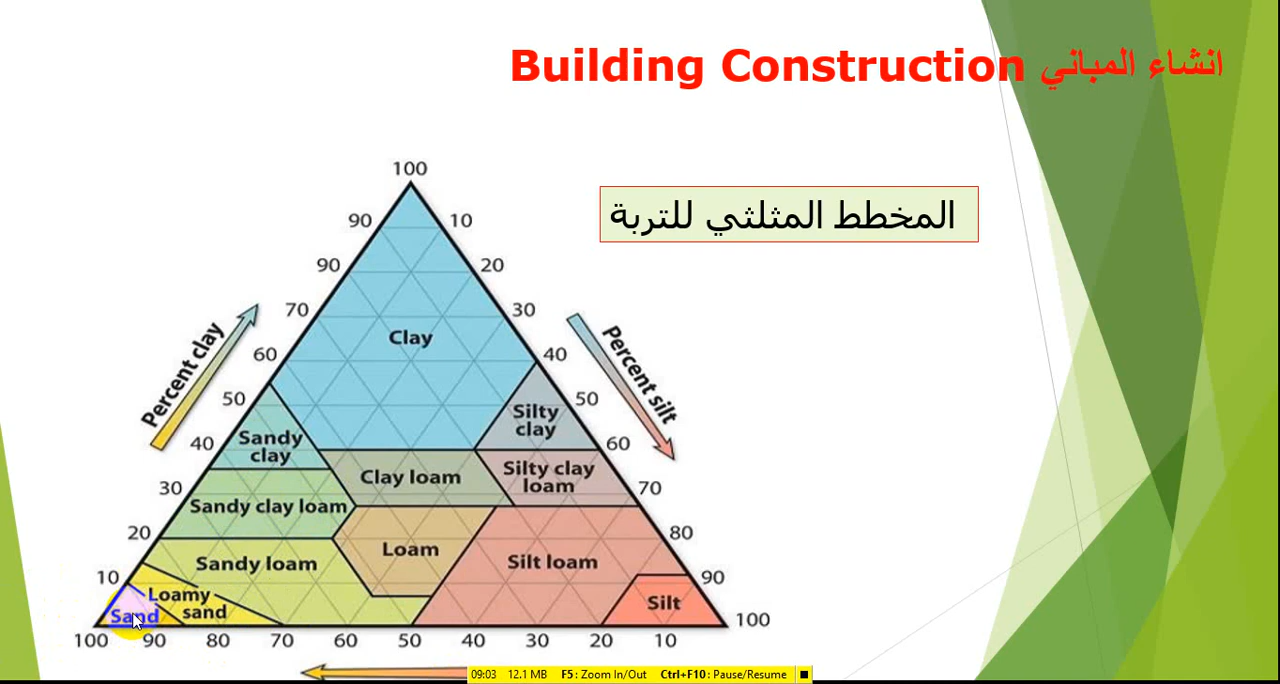 Building Construction انشاء المباني
المخطط المثلثي للتربة
100
90
10
90
20
70
30
Clay
60
40
50
50
Silty
clay
40
60
Sandy
clay
Clay loam
Silty clay
loam
30
70
Sandy clay loam
20
80
Loam
Sandy loam
Silt loam
10
90
Loamy
sand
Sand
Silt
100
100
90
80
70
60
50
40
30
20
10
Percent clay
Percent silt
09:03 12.1 MB F5: Zoom In/Out Ctrl+F10: Pause/Resume